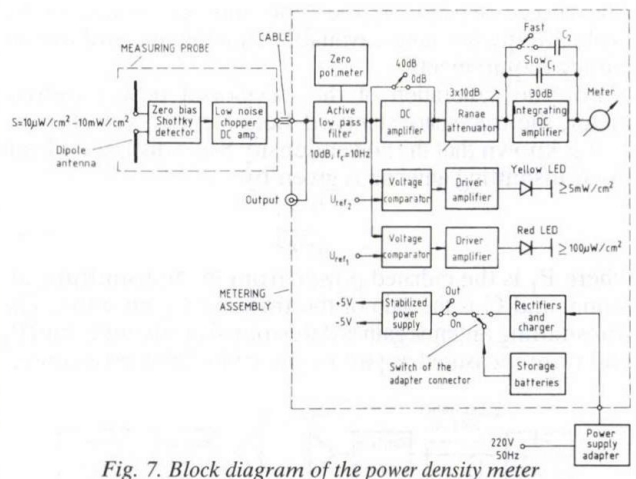 MEASURING PROBE
CABLE
Zero
pot.meter
40dB
0dB
Fast
C₂
Slow C₁
30dB
Meter
S=10μW/cm²-10mW/cm²
Dipole
antenna
Zero bias
Shottky
detector
Low noise
chopper
DC amp.
Active
low pass
filter
10dB, fc=10Hz
DC
amplifier
3x10dB
Ranae
attenuator
Integrating
DC
amplifier
Output
Uref₂
Voltage
comparator
Driver
amplifier
Yellow LED
≥5mW/cm²
Uref₁
Voltage
comparator
Driver
amplifier
Red LED
≥100μW/cm²
METERING
ASSEMBLY
+5V
-5V
Stabilized
power
supply
Out
On
Rectifiers
and
charger
Switch of the
adapter connector
Storage
batteries
220V
50Hz
Power
supply
adapter
Fig. 7. Block diagram of the power density meter